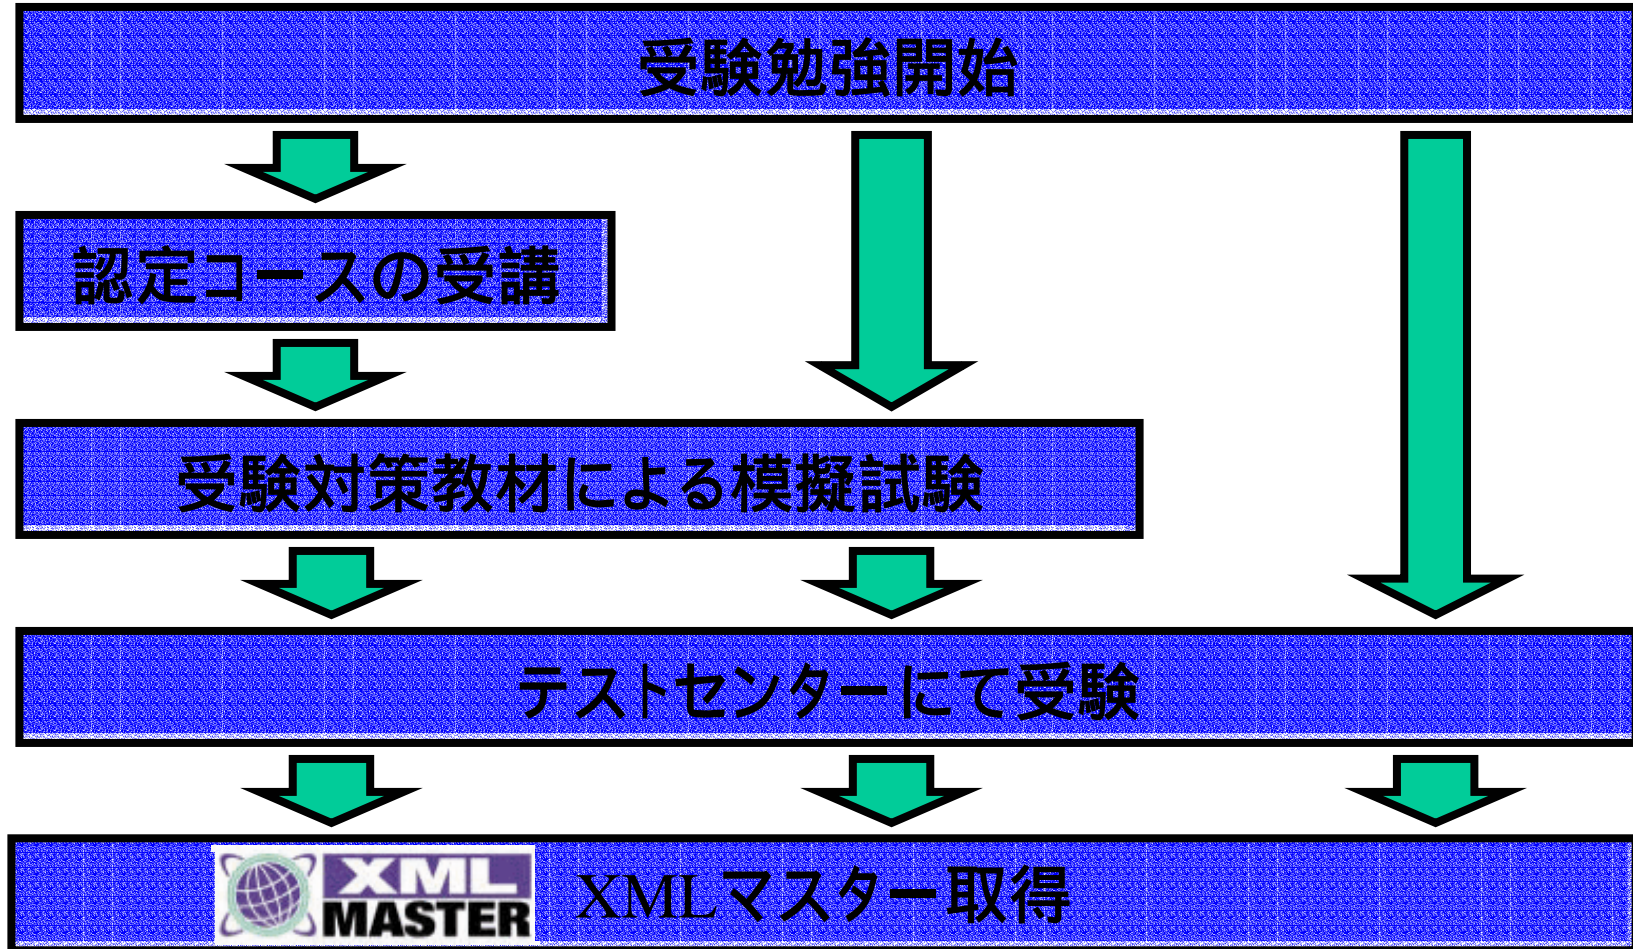 受験勉強開始
認定コースの受講
受験対策教材による模擬試験
テストセンターにて受験
XML
MASTER
XMLマスター取得